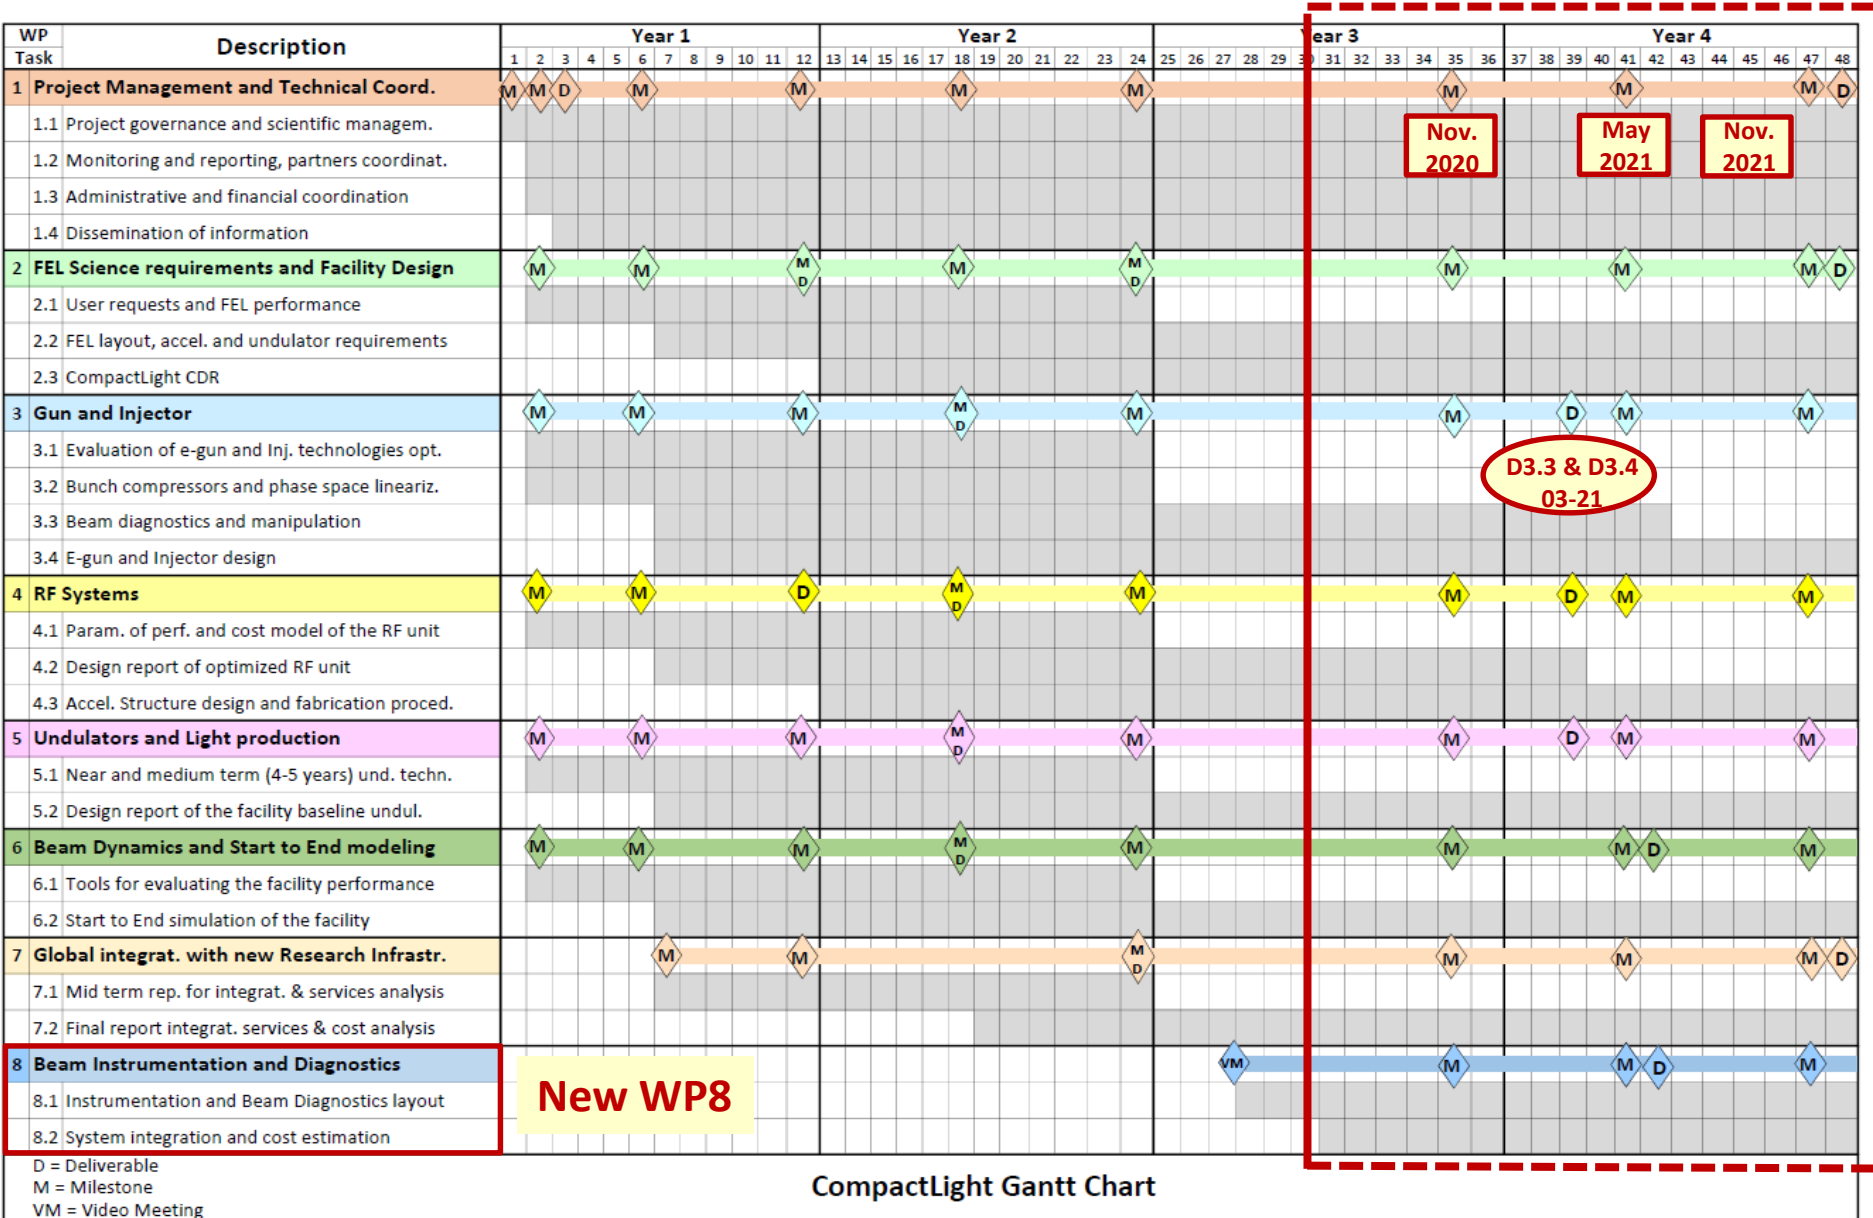 WP Description Year 1 Year 2 Year 3 Year 4
Task 1 2 3 4 5 6 7 8 9 10 11 12 13 14 15 16 17 18 19 20 21 22 23 24 25 26 27 28 29 30 31 32 33 34 35 36 37 38 39 40 41 42 43 44 45 46 47 48
1 Project Management and Technical Coord. M M D M M M M M M M D
1.1 Project governance and scientific managem.
Nov. 2020
May 2021
Nov. 2021
1.2 Monitoring and reporting, partners coordinat.
1.3 Administrative and financial coordination
1.4 Dissemination of information
2 FEL Science requirements and Facility Design M M M D M M D M M M D
2.1 User requests and FEL performance
2.2 FEL layout, accel. and undulator requirements
2.3 CompactLight CDR
3 Gun and Injector M M M M D M M D M M
3.1 Evaluation of e-gun and Inj. technologies opt.
D3.3 & D3.4
03-21
3.2 Bunch compressors and phase space lineariz.
3.3 Beam diagnostics and manipulation
3.4 E-gun and Injector design
4 RF Systems M M D M D M M D M M
4.1 Param. of perf. and cost model of the RF unit
4.2 Design report of optimized RF unit
4.3 Accel. Structure design and fabrication proced.
5 Undulators and Light production M M M M D M M D M M
5.1 Near and medium term (4-5 years) und. techn.
5.2 Design report of the facility baseline undul.
6 Beam Dynamics and Start to End modeling M M M M D M M M D M
6.1 Tools for evaluating the facility performance
6.2 Start to End simulation of the facility
7 Global integrat. with new Research Infrastr. M M M D M M M D
7.1 Mid term rep. for integrat. & services analysis
7.2 Final report integrat. services & cost analysis
8 Beam Instrumentation and Diagnostics VM M M D M
New WP8
8.1 Instrumentation and Beam Diagnostics layout
8.2 System integration and cost estimation
D = Deliverable
M = Milestone
VM = Video Meeting
CompactLight Gantt Chart